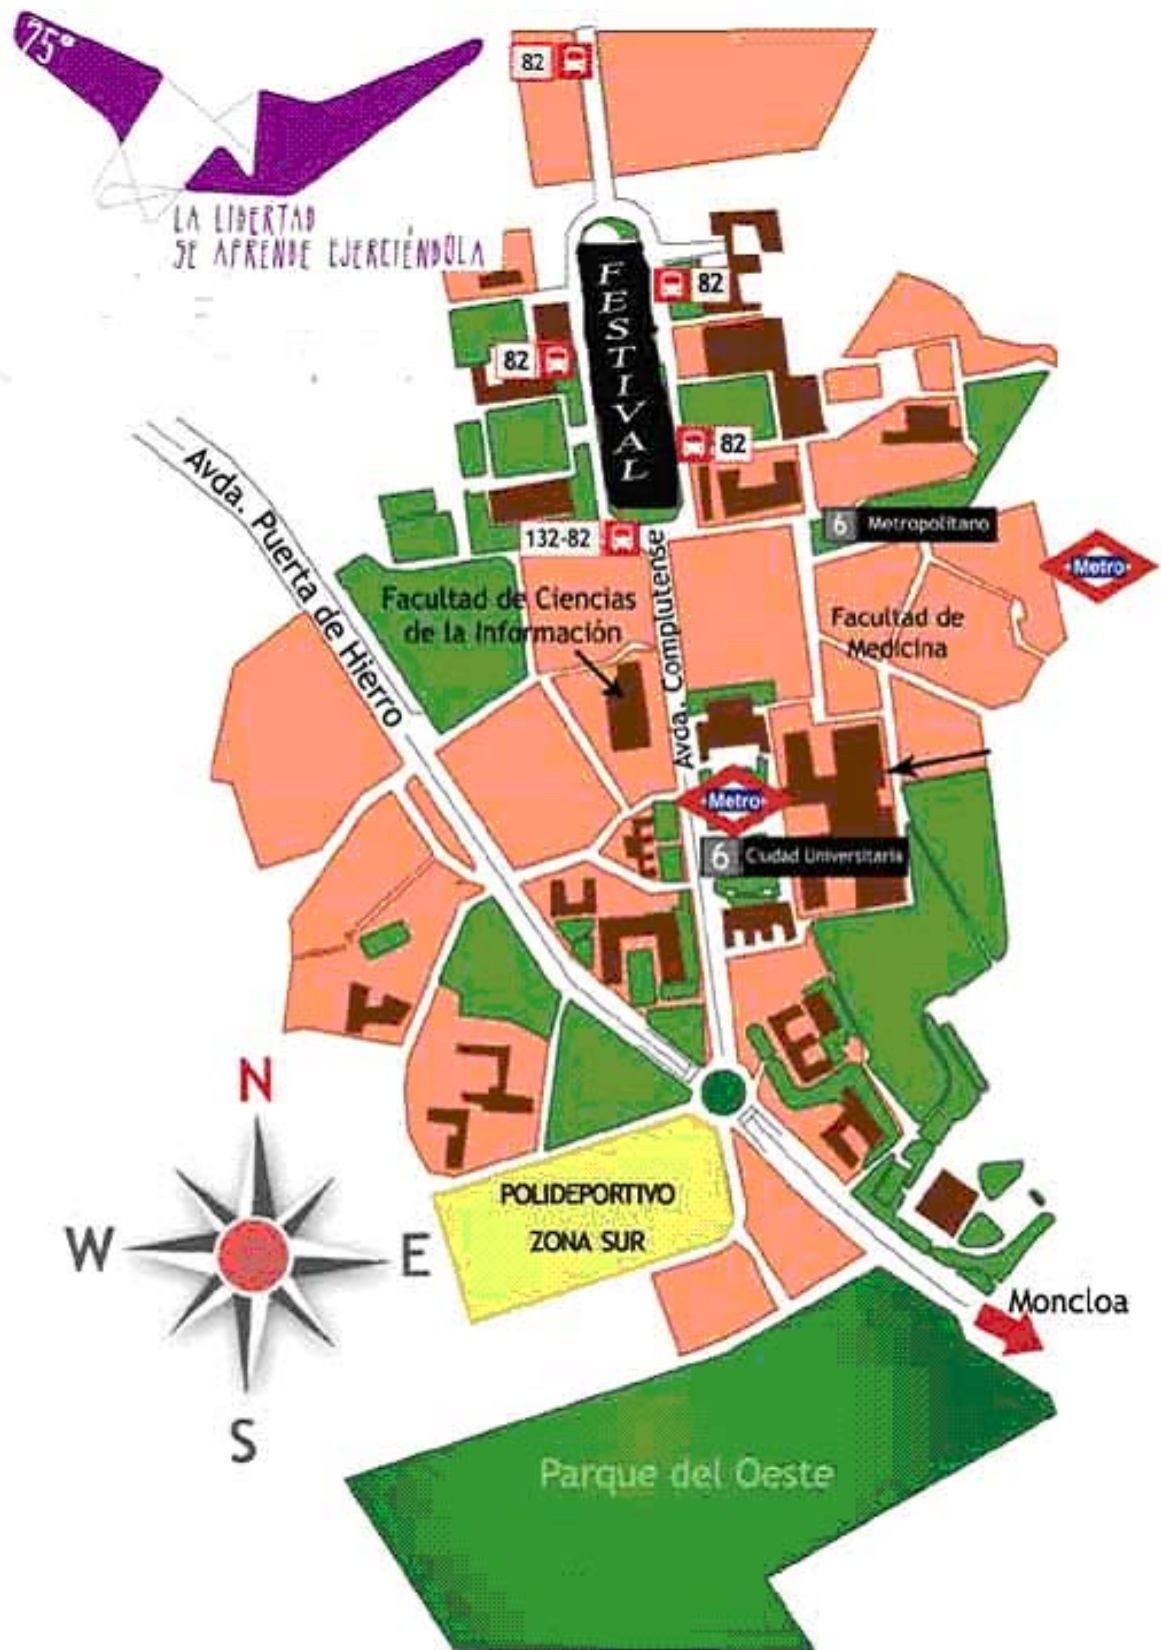 75º
LA LIBERTAD
SE APRENDE EJERCIÉNDOLA
82
82
82
82
132-82
FESTIVAL
Avda. Puerta de Hierro
Avda. Complutense
6 Metropolitano
Metro
Facultad de Ciencias
de la Información
Facultad de
Medicina
Metro
6 Ciudad Universitaria
N
W
E
S
POLIDEPORTIVO
ZONA SUR
Moncloa
Parque del Oeste